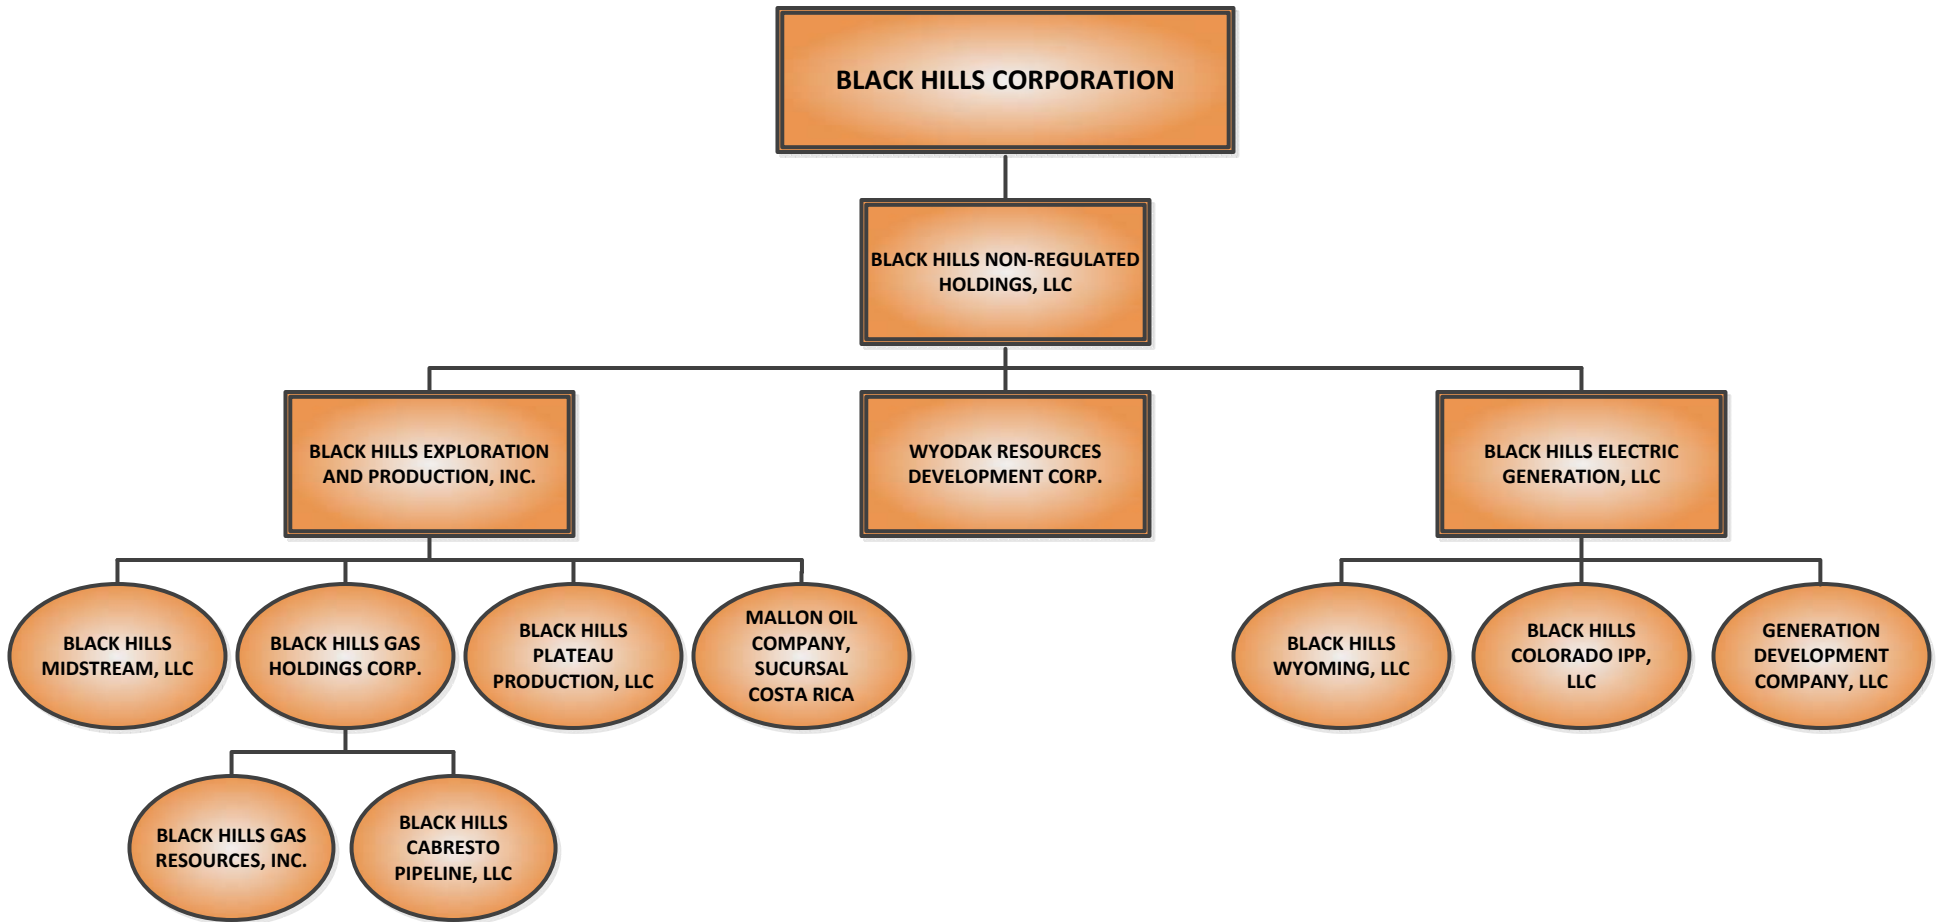 BLACK HILLS CORPORATION
BLACK HILLS NON-REGULATED
HOLDINGS, LLC
BLACK HILLS EXPLORATION
AND PRODUCTION, INC.
WYODAK RESOURCES
DEVELOPMENT CORP.
BLACK HILLS ELECTRIC
GENERATION, LLC
BLACK HILLS
MIDSTREAM, LLC
BLACK HILLS GAS
HOLDINGS CORP.
BLACK HILLS
PLATEAU
PRODUCTION, LLC
MALLON OIL
COMPANY,
SUCURSAL
COSTA RICA
BLACK HILLS
WYOMING, LLC
BLACK HILLS
COLORADO IPP,
LLC
GENERATION
DEVELOPMENT
COMPANY, LLC
BLACK HILLS GAS
RESOURCES, INC.
BLACK HILLS
CABRESTO
PIPELINE, LLC